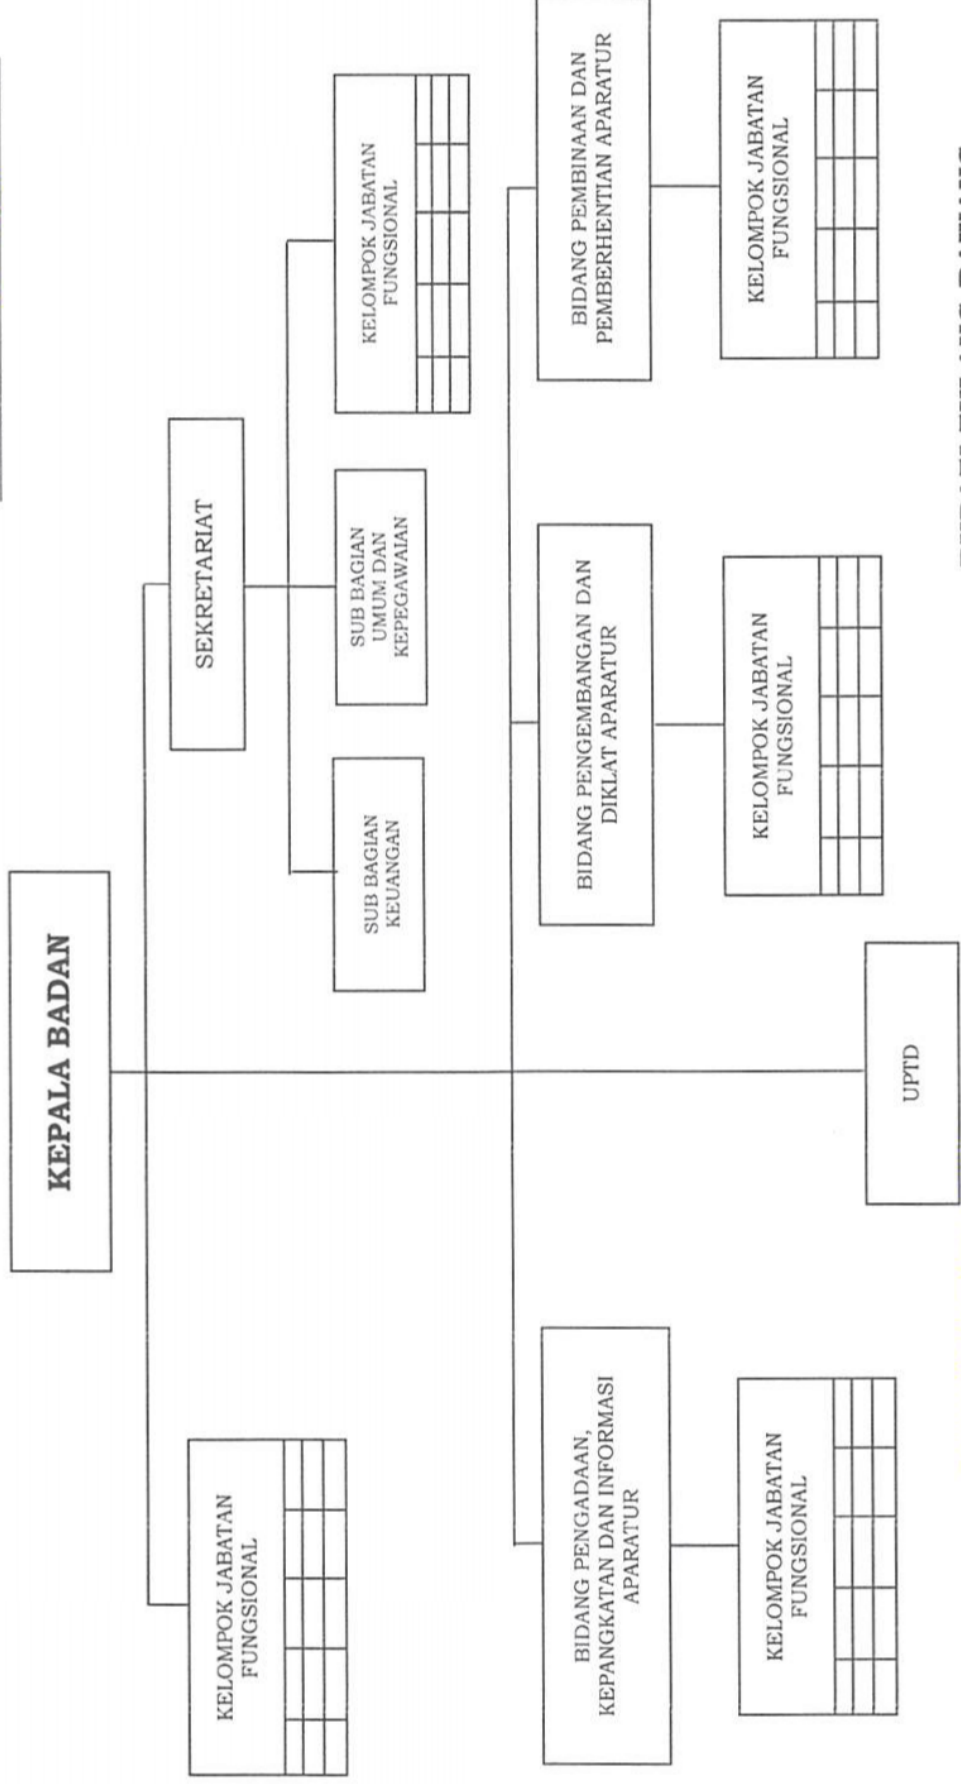 KEPALA BADAN
KELOMPOK JABATAN
FUNGSIONAL
SEKRETARIAT
SUB BAGIAN
KEUANGAN
SUB BAGIAN
UMUM DAN
KEPEGAWAIAN
KELOMPOK JABATAN
FUNGSIONAL
BIDANG PENGADAAN,
KEPANGKATAN DAN INFORMASI
APARATUR
BIDANG PENGEMBANGAN DAN
DIKLAT APARATUR
BIDANG PEMBINAAN DAN
PEMBERHENTIAN APARATUR
KELOMPOK JABATAN
FUNGSIONAL
KELOMPOK JABATAN
FUNGSIONAL
KELOMPOK JABATAN
FUNGSIONAL
UPTD